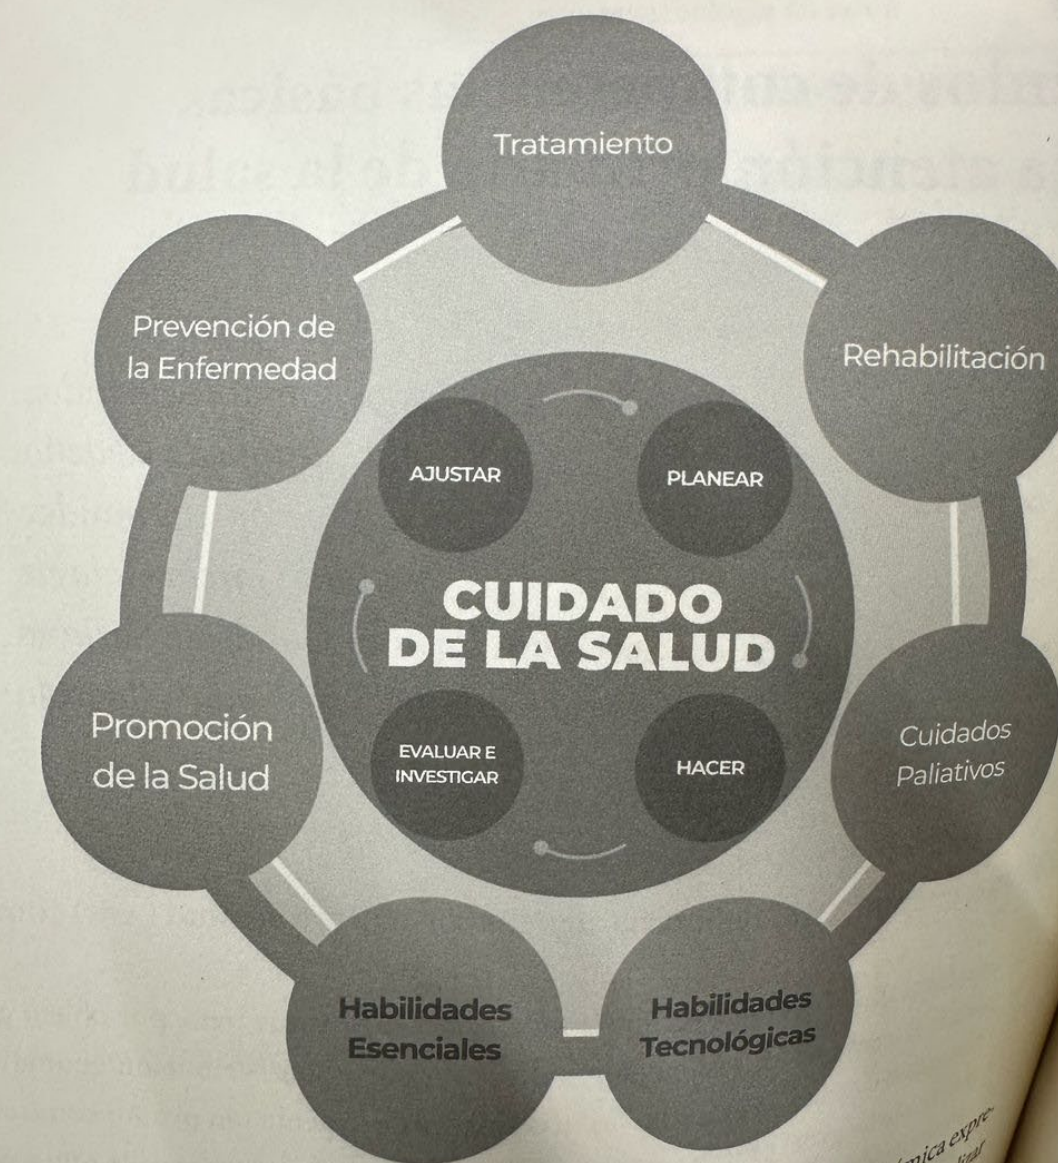 Tratamiento
Prevención de
la Enfermedad
Rehabilitación
AJUSTAR
PLANEAR
CUIDADO
DE LA SALUD
EVALUAR E
INVESTIGAR
HACER
Promoción
de la Salud
Cuidados
Paliativos
Habilidades
Esenciales
Habilidades
Tecnológicas